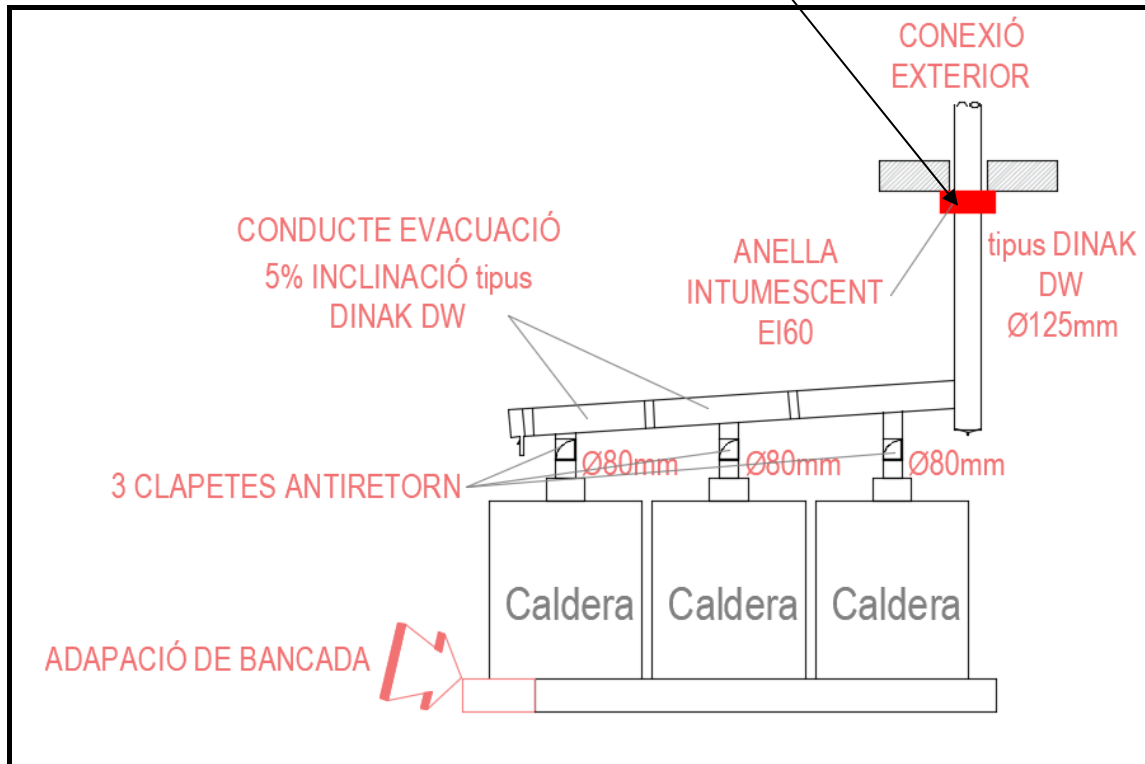 CONEXIÓ
EXTERIOR
CONDUCTE EVACUACIÓ
5% INCLINACIÓ tipus
DINAK DW
ANELLA
INTUMESCENT
EI60
tipus DINAK
DW
Ø125mm
3 CLAPETES ANTIRETORN
Ø80mm
Ø80mm
Ø80mm
Caldera
Caldera
Caldera
ADAPACIÓ DE BANCADA